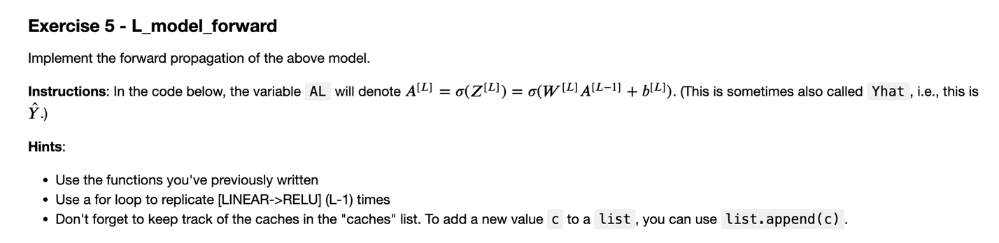 Exercise 5 - L_model_forward
Implement the forward propagation of the above model.
Instructions: In the code below, the variable AL will denote A^[L] = σ(Z^[L]) = σ(W^[L] A^[L−1] + b^[L]). (This is sometimes also called Yhat, i.e., this is
Ŷ.)
Hints:
• Use the functions you've previously written
• Use a for loop to replicate [LINEAR->RELU] (L-1) times
• Don't forget to keep track of the caches in the "caches" list. To add a new value c to a list, you can use list.append(c).